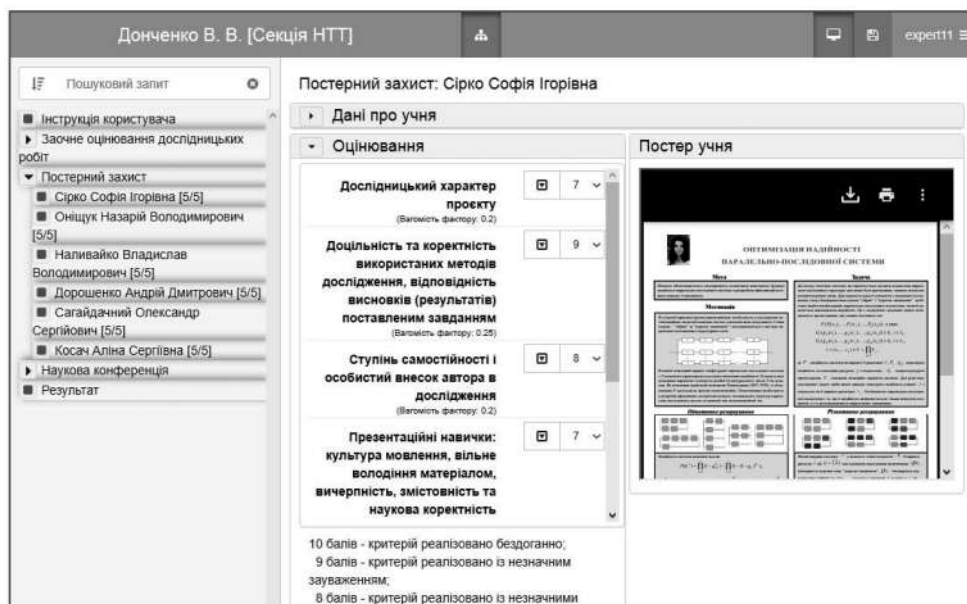 Донченко В. В. [Секція НТТ]
expert11
Пошуковий запит
Інструкція користувача
Заочне оцінювання дослідницьких
робіт
Постерний захист
Сірко Софія Ігорівна [5/5]
Оніщук Назарій Володимирович
[5/5]
Наливайко Владислав
Володимирович [5/5]
Дорошенко Андрій Дмитрович [5/5]
Сагайдачний Олександр
Сергійович [5/5]
Косач Аліна Сергіївна [5/5]
Наукова конференція
Результат
Постерний захист: Сірко Софія Ігорівна
Дані про учня
Оцінювання
Дослідницький характер
проєкту
(Вагомість фактору: 0.2)
7
Доцільність та коректність
використаних методів
дослідження, відповідність
висновків (результатів)
поставленим завданням
(Вагомість фактору: 0.25)
9
Ступінь самостійності і
особистий внесок автора в
дослідження
(Вагомість фактору: 0.2)
8
Презентаційні навички:
культура мовлення, вільне
володіння матеріалом,
вичерпність, змістовність та
наукова коректність
7
10 балів - критерій реалізовано бездоганно;
9 балів - критерій реалізовано із незначним
зауваженням;
8 балів - критерій реалізовано із незначними
Постер учня
ОПТИМІЗАЦІЯ НАДІЙНОСТІ
ПАРАЛЕЛЬНО-ПОСЛІДОВНОЇ СИСТЕМИ
Мета
Задача
Мотивація